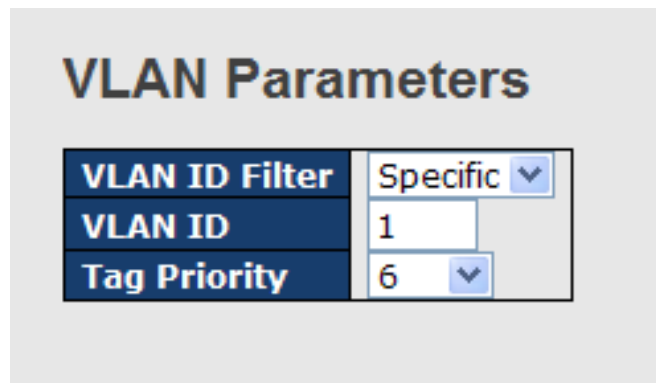 VLAN Parameters
VLAN ID Filter Specific
VLAN ID 1
Tag Priority 6